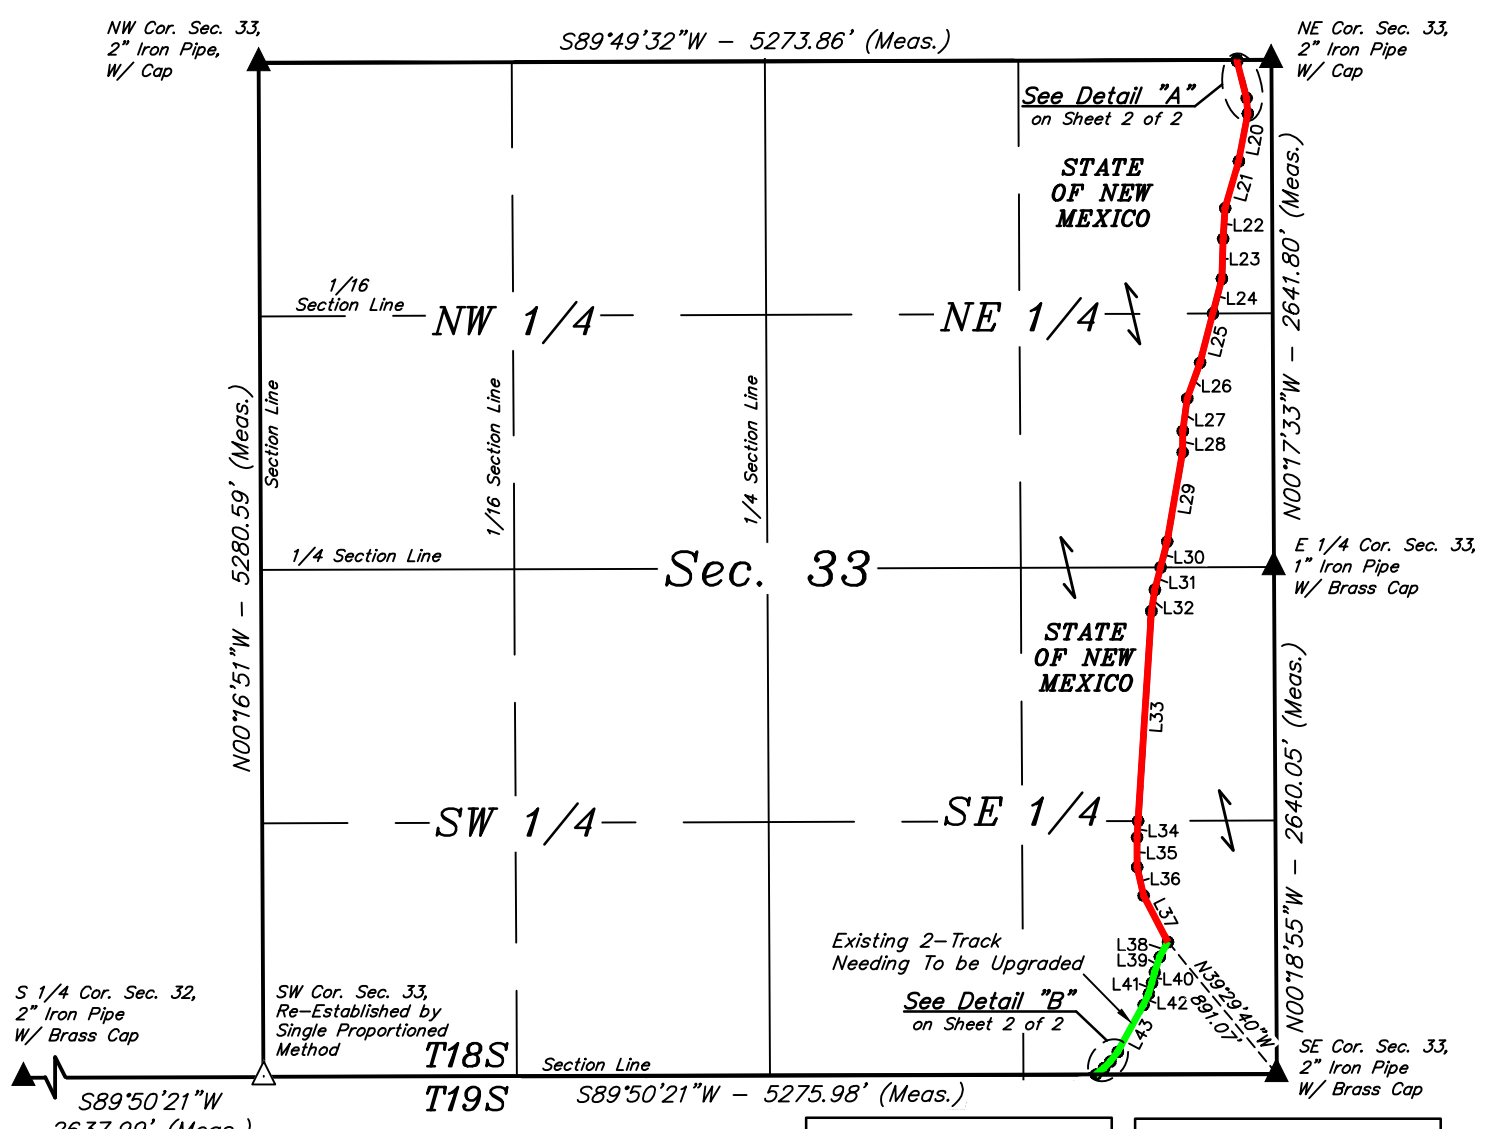 NW Cor. Sec. 33,
2" Iron Pipe,
W/ Cap
S89°49'32"W – 5273.86' (Meas.)
NE Cor. Sec. 33,
2" Iron Pipe
W/ Cap
See Detail "A"
on Sheet 2 of 2
L20
STATE
OF NEW
MEXICO
L21
L22
L23
L24
N00°17'33"W – 2641.80' (Meas.)
1/16
Section Line
NW 1/4
NE 1/4
L25
L26
L27
L28
L29
N00°16'51"W – 5280.59' (Meas.)
Section Line
1/16 Section Line
1/4 Section Line
1/4 Section Line
Sec. 33
E 1/4 Cor. Sec. 33,
1" Iron Pipe
W/ Brass Cap
L30
L31
L32
STATE
OF NEW
MEXICO
L33
N00°18'55"W – 2640.05' (Meas.)
SW 1/4
SE 1/4
L34
L35
L36
L37
Existing 2-Track
Needing To be Upgraded
L38
L39
L40
L41
L42
L43
N39°29'40"W
891.07'
See Detail "B"
on Sheet 2 of 2
S 1/4 Cor. Sec. 32,
2" Iron Pipe
W/ Brass Cap
SW Cor. Sec. 33,
Re-Established by
Single Proportioned
Method
T18S
Section Line
SE Cor. Sec. 33,
2" Iron Pipe
W/ Brass Cap
T19S
S89°50'21"W – 5275.98' (Meas.)
S89°50'21"W
2637.99' (Meas.)